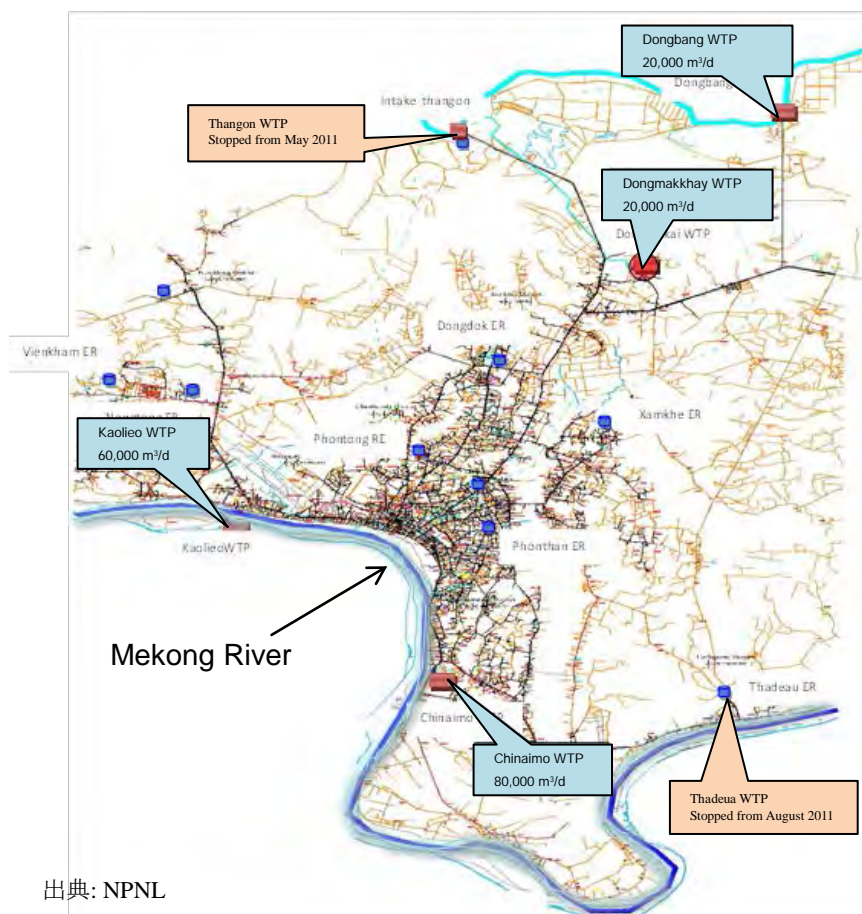 Dongbang WTP
20,000 m³/d
Dongbang
Intake thangon
Thangon WTP
Stopped from May 2011
Dongmakkhay WTP
20,000 m³/d
kai WTP
Dongdok ER
Vienkham ER
Xamkhe ER
Kaolieo WTP
60,000 m³/d
Phontong RE
KaolieoWTP
Phonthan ER
Mekong River
Thadeau ER
Chinaimo
Chinaimo WTP
80,000 m³/d
Thadeua WTP
Stopped from August 2011
出典: NPNL